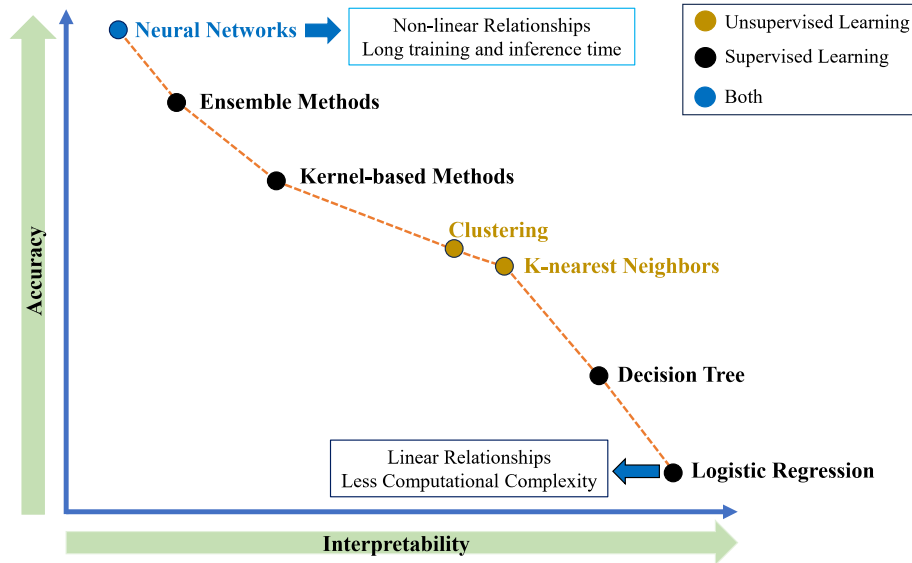 Neural Networks
Non-linear Relationships
Long training and inference time
Unsupervised Learning
Supervised Learning
Both
Ensemble Methods
Kernel-based Methods
Clustering
K-nearest Neighbors
Decision Tree
Linear Relationships
Less Computational Complexity
Logistic Regression
Accuracy
Interpretability